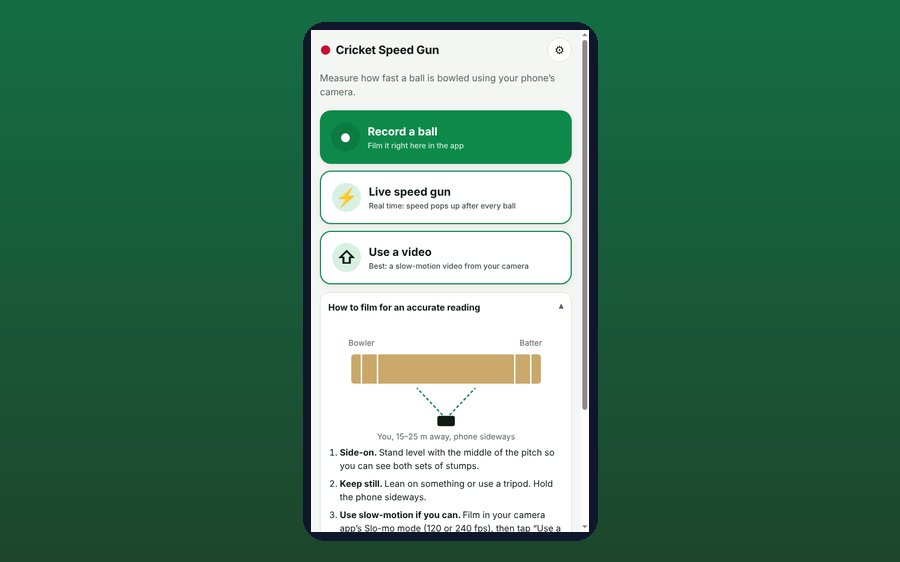 Cricket Speed Gun
Measure how fast a ball is bowled using your phone's
camera.
Record a ball
Film it right here in the app
Live speed gun
Real time: speed pops up after every ball
Use a video
Best: a slow-motion video from your camera
How to film for an accurate reading
Bowler Batter
You, 15–25 m away, phone sideways
1. Side-on. Stand level with the middle of the pitch so
you can see both sets of stumps.
2. Keep still. Lean on something or use a tripod. Hold
the phone sideways.
3. Use slow-motion if you can. Film in your camera
app's Slo-mo mode (120 or 240 fps), then tap “Use a